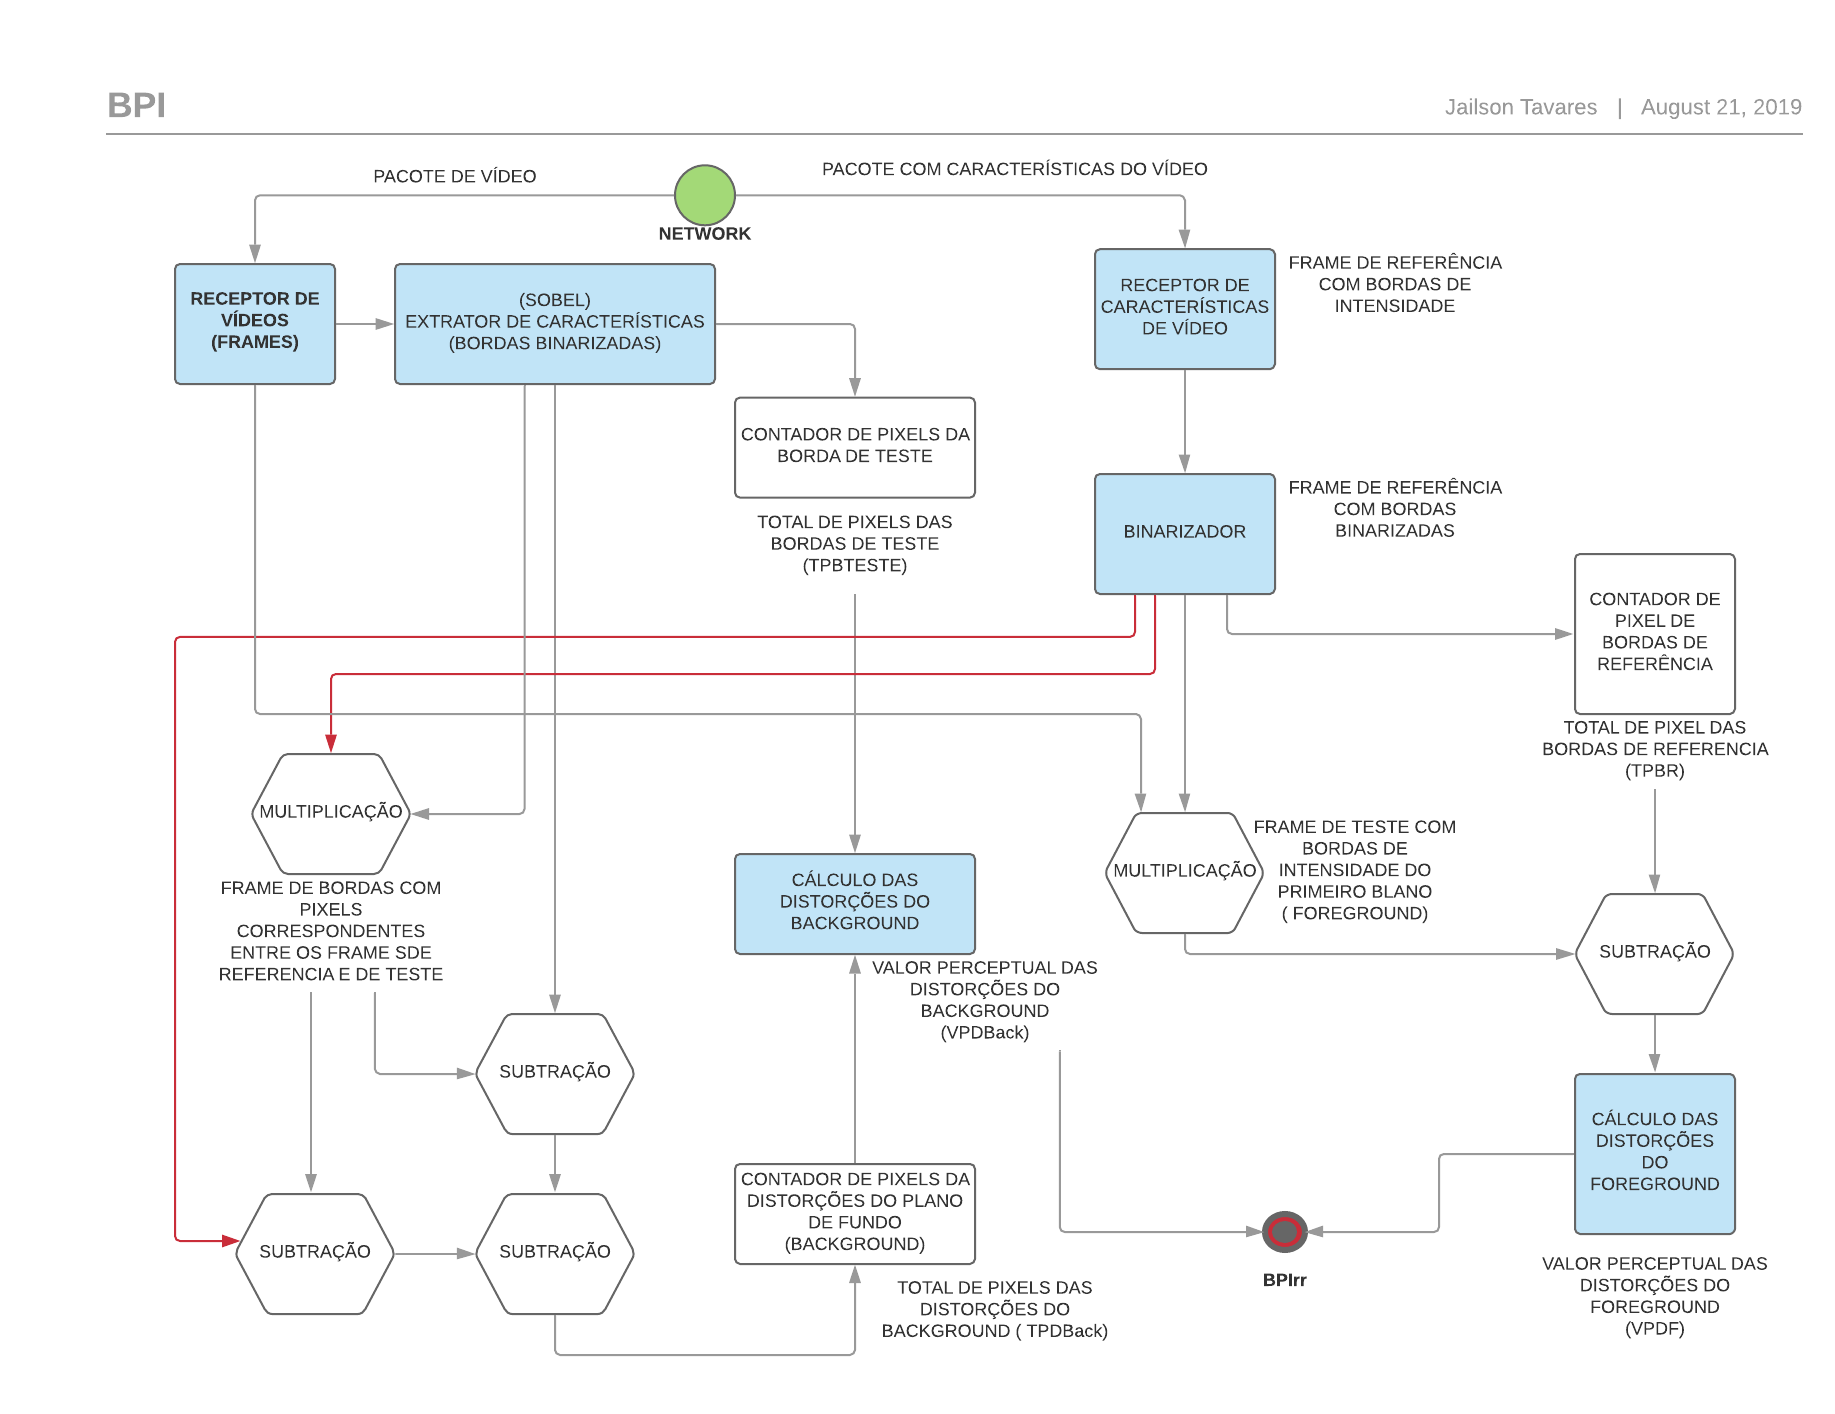 BPI
Jailson Tavares | August 21, 2019
PACOTE DE VÍDEO
PACOTE COM CARACTERÍSTICAS DO VÍDEO
NETWORK
RECEPTOR DE
VÍDEOS
(FRAMES)
(SOBEL)
EXTRATOR DE CARACTERÍSTICAS
(BORDAS BINARIZADAS)
RECEPTOR DE
CARACTERÍSTICAS
DE VÍDEO
FRAME DE REFERÊNCIA
COM BORDAS DE
INTENSIDADE
CONTADOR DE PIXELS DA
BORDA DE TESTE
TOTAL DE PIXELS DAS
BORDAS DE TESTE
(TPBTESTE)
BINARIZADOR
FRAME DE REFERÊNCIA
COM BORDAS
BINARIZADAS
CONTADOR DE
PIXEL DE
BORDAS DE
REFERÊNCIA
TOTAL DE PIXEL DAS
BORDAS DE REFERENCIA
(TPBR)
MULTIPLICAÇÃO
FRAME DE BORDAS COM
PIXELS
CORRESPONDENTES
ENTRE OS FRAME SDE
REFERENCIA E DE TESTE
CÁLCULO DAS
DISTORÇÕES DO
BACKGROUND
VALOR PERCEPTUAL DAS
DISTORÇÕES DO
BACKGROUND
(VPDBack)
MULTIPLICAÇÃO
FRAME DE TESTE COM
BORDAS DE
INTENSIDADE DO
PRIMEIRO BLANO
( FOREGROUND)
SUBTRAÇÃO
SUBTRAÇÃO
CÁLCULO DAS
DISTORÇÕES
DO
FOREGROUND
VALOR PERCEPTUAL DAS
DISTORÇÕES DO
FOREGROUND
(VPDF)
SUBTRAÇÃO
SUBTRAÇÃO
CONTADOR DE PIXELS DA
DISTORÇÕES DO PLANO
DE FUNDO
(BACKGROUND)
TOTAL DE PIXELS DAS
DISTORÇÕES DO
BACKGROUND ( TPDBack)
BPIrr